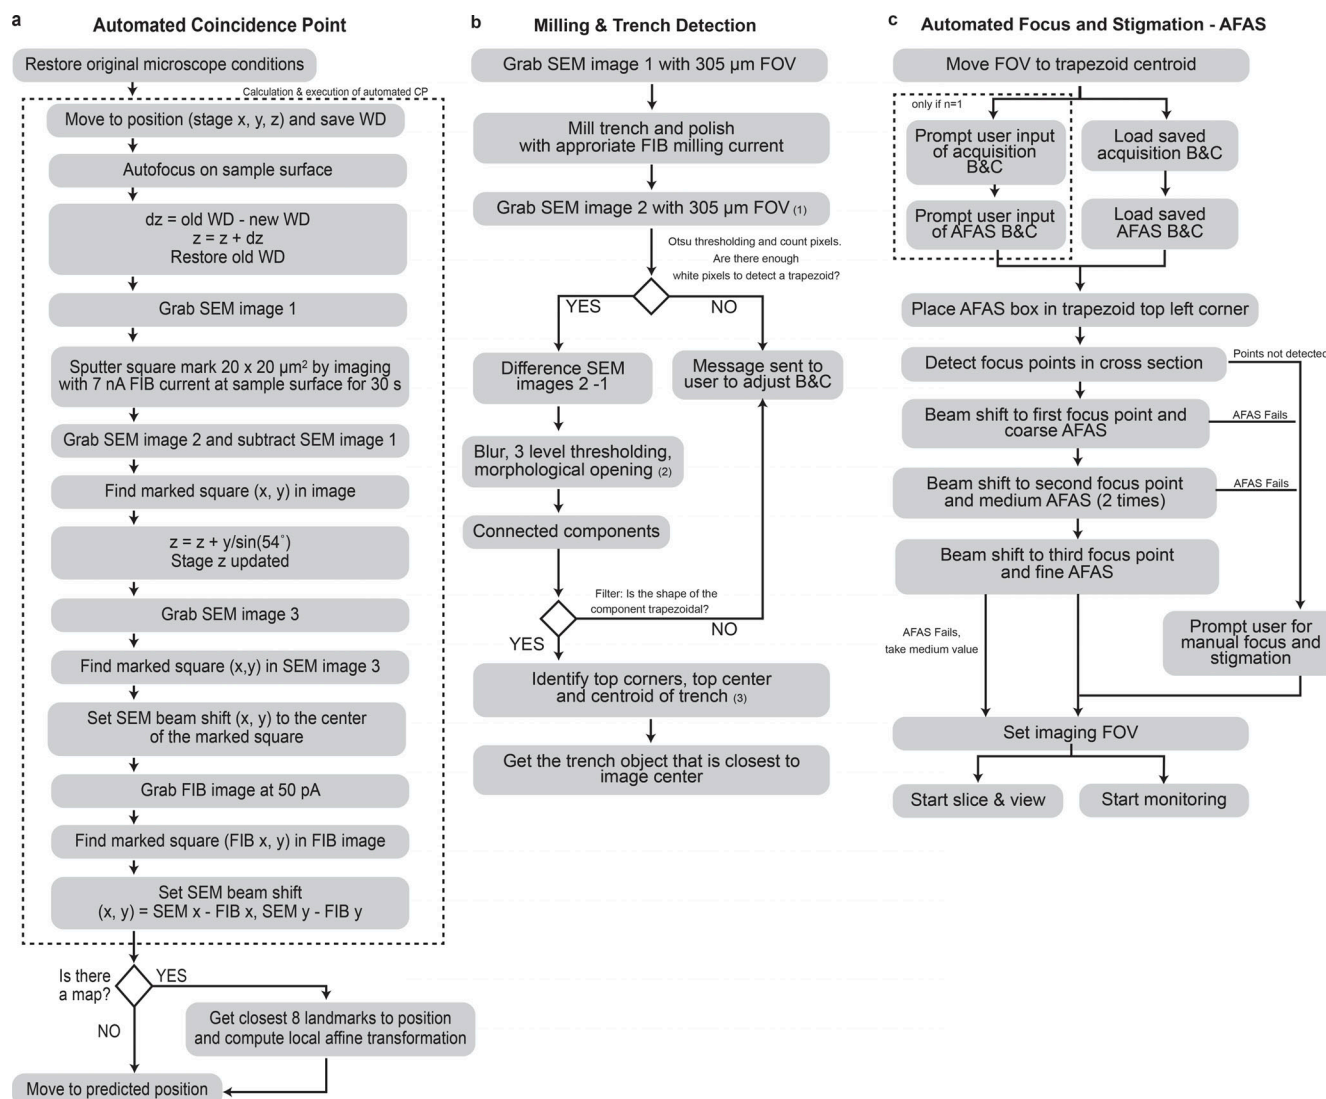 a
Automated Coincidence Point
Restore original microscope conditions
Calculation & execution of automated CP
Move to position (stage x, y, z) and save WD
Autofocus on sample surface
dz = old WD - new WD
z = z + dz
Restore old WD
Grab SEM image 1
Sputter square mark 20 x 20 µm² by imaging
with 7 nA FIB current at sample surface for 30 s
Grab SEM image 2 and subtract SEM image 1
Find marked square (x, y) in image
z = z + y/sin(54˚)
Stage z updated
Grab SEM image 3
Find marked square (x,y) in SEM image 3
Set SEM beam shift (x, y) to the center
of the marked square
Grab FIB image at 50 pA
Find marked square (FIB x, y) in FIB image
Set SEM beam shift
(x, y) = SEM x - FIB x, SEM y - FIB y
Is there
a map?
YES
NO
Get closest 8 landmarks to position
and compute local affine transformation
Move to predicted position
b
Milling & Trench Detection
Grab SEM image 1 with 305 µm FOV
Mill trench and polish
with approriate FIB milling current
Grab SEM image 2 with 305 µm FOV (1)
Otsu thresholding and count pixels.
Are there enough
white pixels to detect a trapezoid?
YES
NO
Difference SEM
images 2 -1
Message sent to
user to adjust B&C
Blur, 3 level thresholding,
morphological opening (2)
Connected components
Filter: Is the shape of the
component trapezoidal?
NO
YES
Identify top corners, top center
and centroid of trench (3)
Get the trench object that is closest to
image center
c
Automated Focus and Stigmation - AFAS
Move FOV to trapezoid centroid
only if n=1
Prompt user input
of acquisition
B&C
Load saved
acquisition B&C
Prompt user input
of AFAS B&C
Load saved
AFAS B&C
Place AFAS box in trapezoid top left corner
Detect focus points in cross section
Points not detected
Beam shift to first focus point and
coarse AFAS
AFAS Fails
Beam shift to second focus point
and medium AFAS (2 times)
AFAS Fails
Beam shift to third focus point
and fine AFAS
AFAS Fails,
take medium value
Prompt user for
manual focus and
stigmation
Set imaging FOV
Start slice & view
Start monitoring